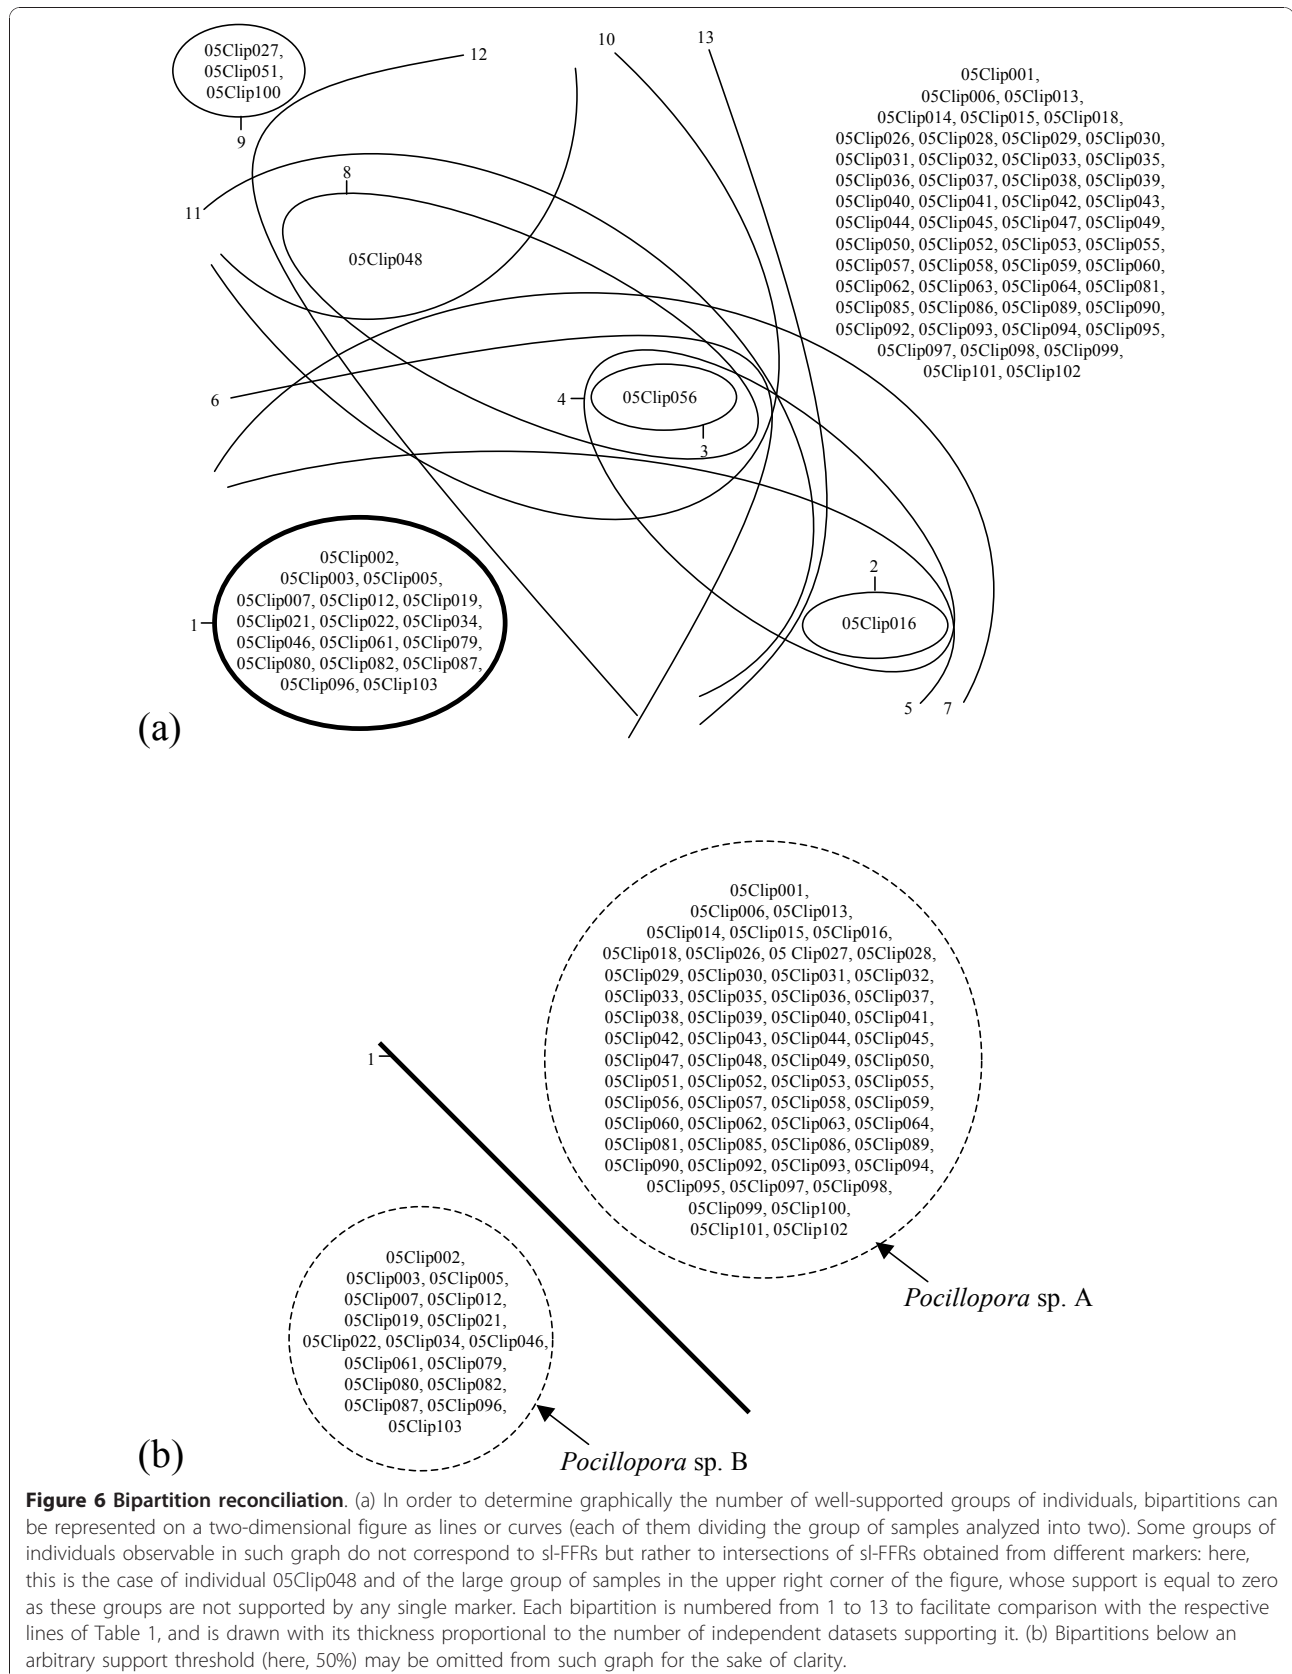 05Clip027,
05Clip051,
05Clip100
9
12
10
13
11
8
05Clip048
6
4
05Clip056
3
2
05Clip016
5
7
05Clip001,
05Clip006, 05Clip013,
05Clip014, 05Clip015, 05Clip018,
05Clip026, 05Clip028, 05Clip029, 05Clip030,
05Clip031, 05Clip032, 05Clip033, 05Clip035,
05Clip036, 05Clip037, 05Clip038, 05Clip039,
05Clip040, 05Clip041, 05Clip042, 05Clip043,
05Clip044, 05Clip045, 05Clip047, 05Clip049,
05Clip050, 05Clip052, 05Clip053, 05Clip055,
05Clip057, 05Clip058, 05Clip059, 05Clip060,
05Clip062, 05Clip063, 05Clip064, 05Clip081,
05Clip085, 05Clip086, 05Clip089, 05Clip090,
05Clip092, 05Clip093, 05Clip094, 05Clip095,
05Clip097, 05Clip098, 05Clip099,
05Clip101, 05Clip102
1
05Clip002,
05Clip003, 05Clip005,
05Clip007, 05Clip012, 05Clip019,
05Clip021, 05Clip022, 05Clip034,
05Clip046, 05Clip061, 05Clip079,
05Clip080, 05Clip082, 05Clip087,
05Clip096, 05Clip103
(a)
05Clip001,
05Clip006, 05Clip013,
05Clip014, 05Clip015, 05Clip016,
05Clip018, 05Clip026, 05 Clip027, 05Clip028,
05Clip029, 05Clip030, 05Clip031, 05Clip032,
05Clip033, 05Clip035, 05Clip036, 05Clip037,
05Clip038, 05Clip039, 05Clip040, 05Clip041,
05Clip042, 05Clip043, 05Clip044, 05Clip045,
05Clip047, 05Clip048, 05Clip049, 05Clip050,
05Clip051, 05Clip052, 05Clip053, 05Clip055,
05Clip056, 05Clip057, 05Clip058, 05Clip059,
05Clip060, 05Clip062, 05Clip063, 05Clip064,
05Clip081, 05Clip085, 05Clip086, 05Clip089,
05Clip090, 05Clip092, 05Clip093, 05Clip094,
05Clip095, 05Clip097, 05Clip098,
05Clip099, 05Clip100,
05Clip101, 05Clip102
Pocillopora sp. A
1
05Clip002,
05Clip003, 05Clip005,
05Clip007, 05Clip012,
05Clip019, 05Clip021,
05Clip022, 05Clip034, 05Clip046,
05Clip061, 05Clip079,
05Clip080, 05Clip082,
05Clip087, 05Clip096,
05Clip103
Pocillopora sp. B
(b)
Figure 6 Bipartition reconciliation. (a) In order to determine graphically the number of well-supported groups of individuals, bipartitions can
be represented on a two-dimensional figure as lines or curves (each of them dividing the group of samples analyzed into two). Some groups of
individuals observable in such graph do not correspond to sl-FFRs but rather to intersections of sl-FFRs obtained from different markers: here,
this is the case of individual 05Clip048 and of the large group of samples in the upper right corner of the figure, whose support is equal to zero
as these groups are not supported by any single marker. Each bipartition is numbered from 1 to 13 to facilitate comparison with the respective
lines of Table 1, and is drawn with its thickness proportional to the number of independent datasets supporting it. (b) Bipartitions below an
arbitrary support threshold (here, 50%) may be omitted from such graph for the sake of clarity.